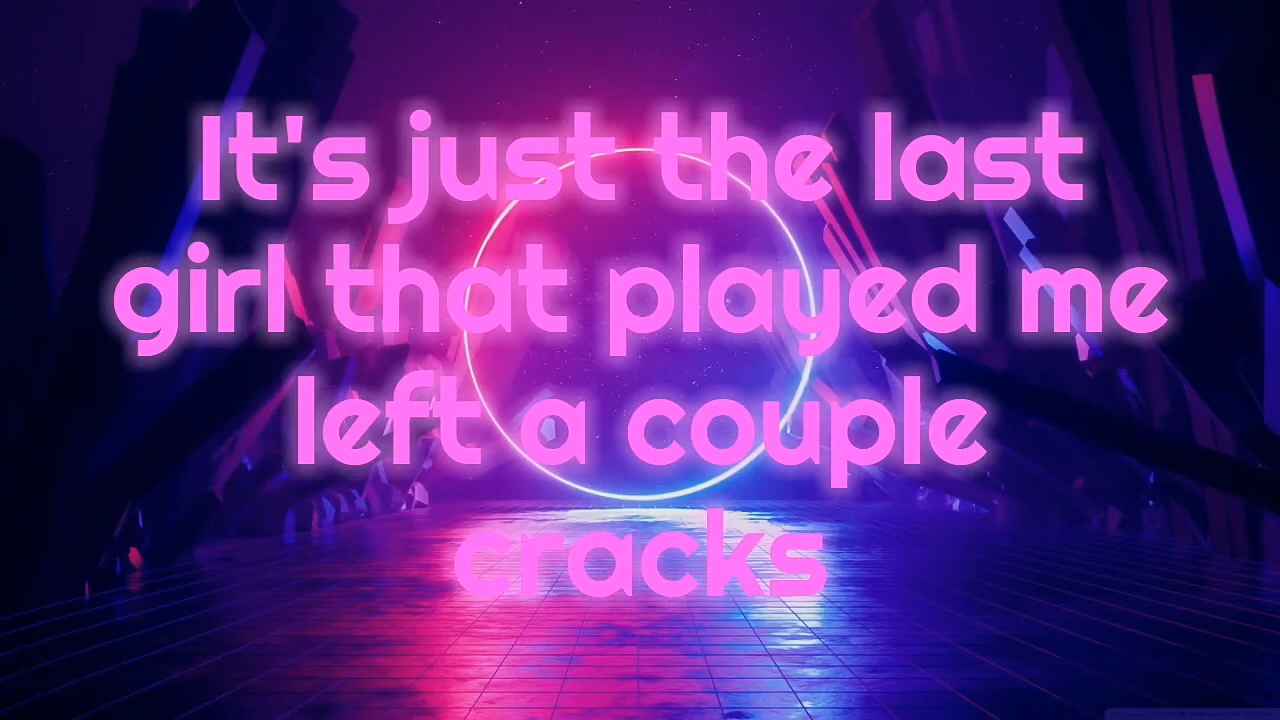 It's just the last
girl that played me
left a couple
cracks